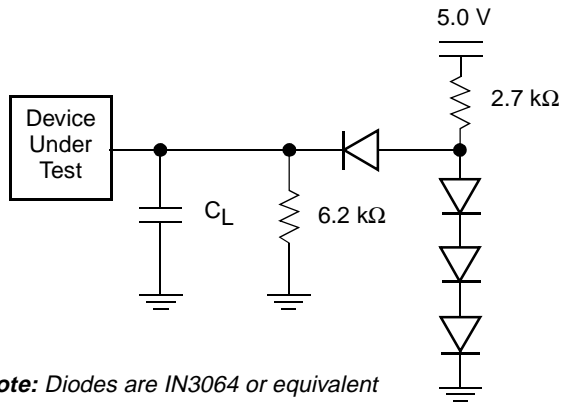 5.0 V
2.7 kΩ
Device
Under
Test
C_L
6.2 kΩ
ote: Diodes are IN3064 or equivalent